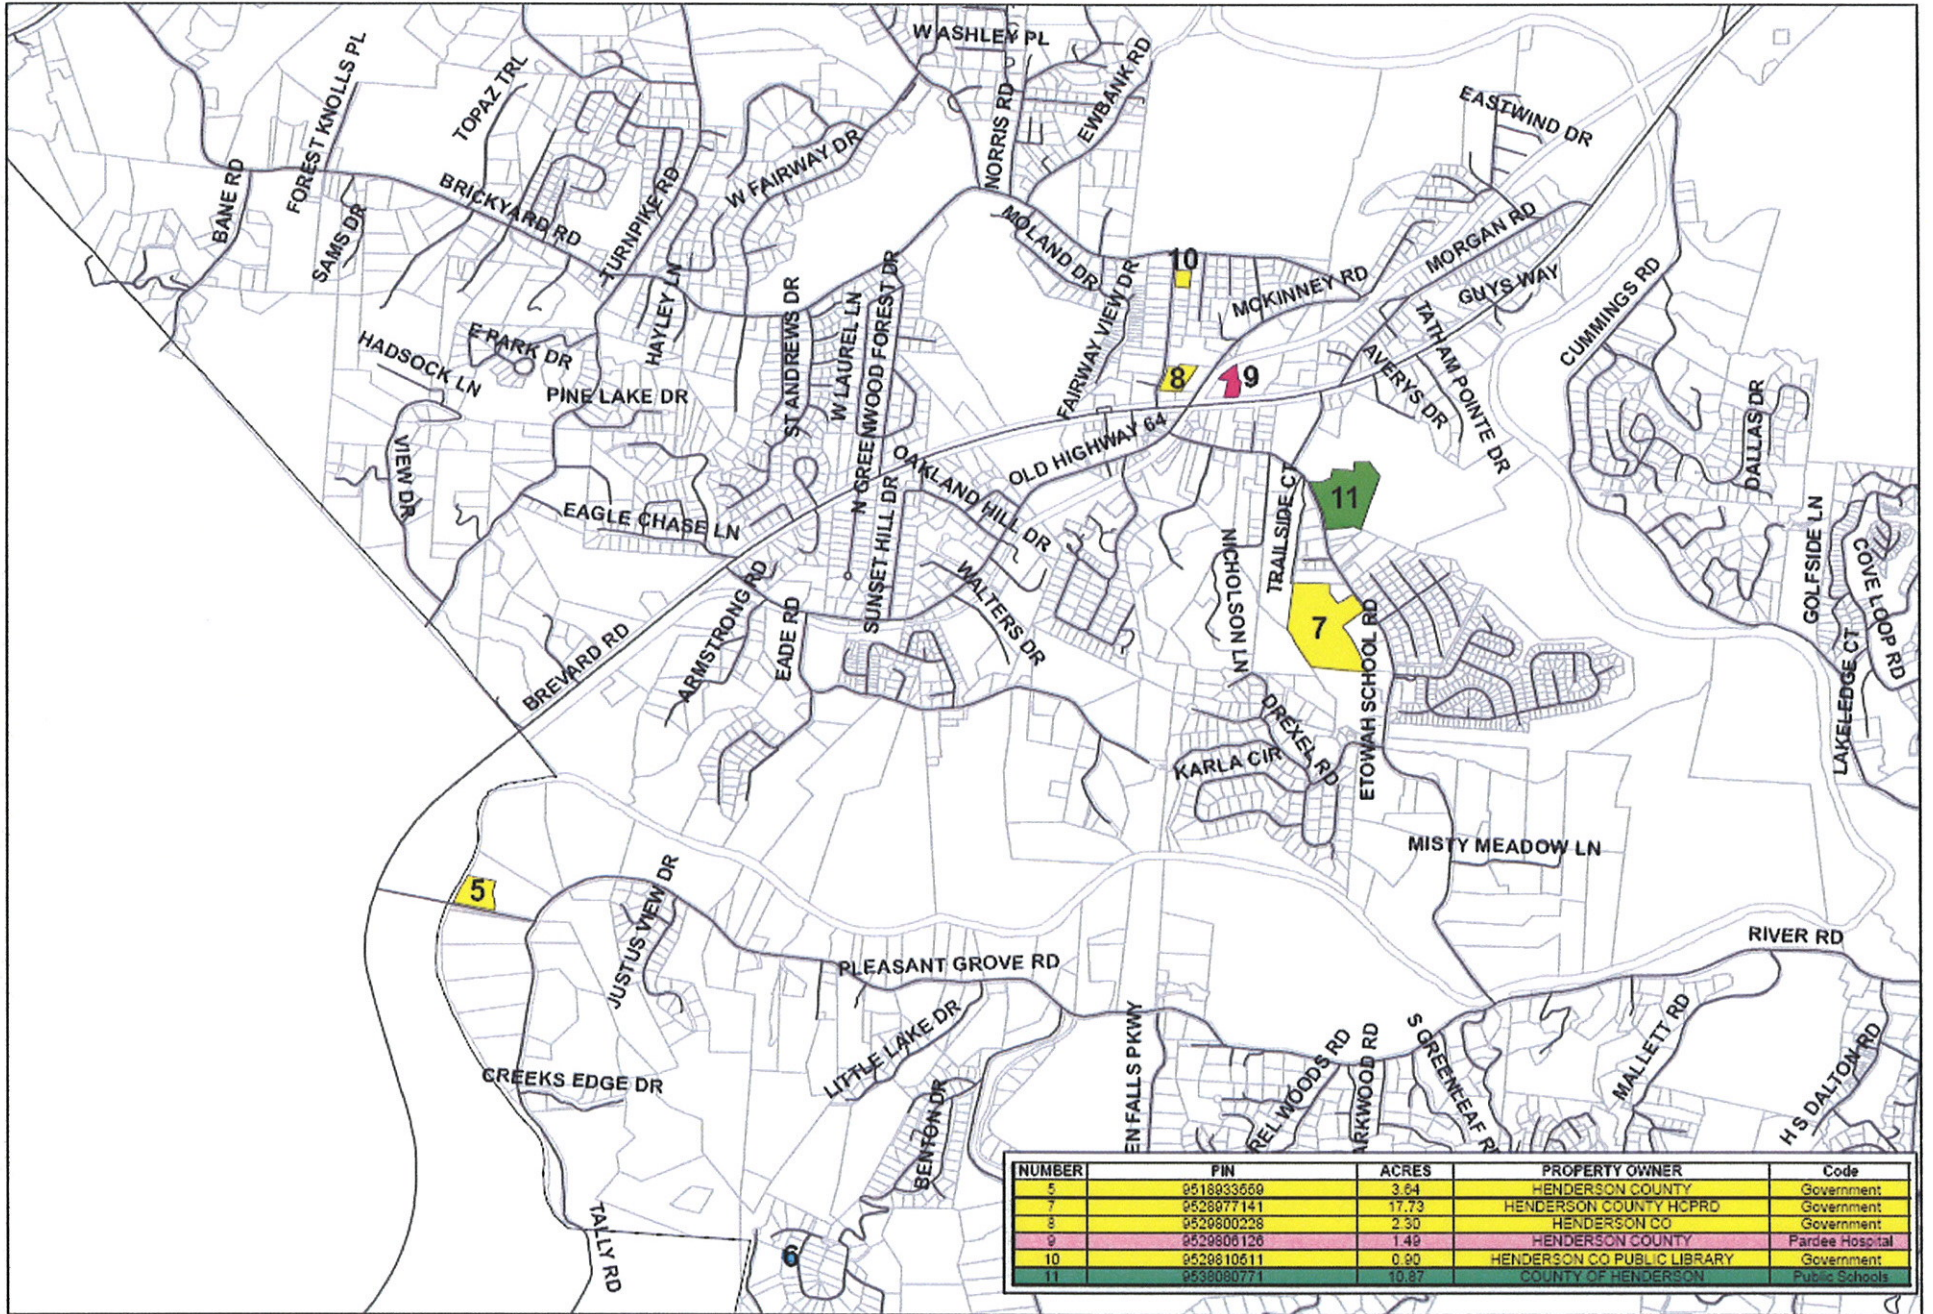 W ASHLEY PL
FOREST KNOLLS PL
TOPAZ TRL
NORRIS RD
EWBANK RD
EASTWIND DR
BANE RD
SAMS DR
BRICKYARD RD
TURNPIKE RD
W FAIRWAY DR
MOLAND DR
MORGAN RD
GUYS WAY
CUMMINGS RD
10
MCKINNEY RD
HAYLEY LN
ST ANDREWS DR
W LAUREL LN
N GREENWOOD FOREST DR
FAIRWAY VIEW DR
TATHAM POINTE DR
AVERYS DR
HADSOCK LN
E PARK DR
PINE LAKE DR
8
9
DALLAS DR
VIEW DR
EAGLE CHASE LN
OAKLAND HILL DR
OLD HIGHWAY 64
SUNSET HILL DR
TRAILSIDE CT
11
GOLFSIDE LN
COVE LOOP RD
NICHOLSON LN
WALTERS DR
ARMSTRONG RD
EADE RD
BREVARD RD
7
ETOWAH SCHOOL RD
LAKELEDGE CT
DREXEL RD
KARLA CIR
MISTY MEADOW LN
5
JUSTUS VIEW DR
PLEASANT GROVE RD
RIVER RD
LITTLE LAKE DR
CREEKS EDGE DR
BENTON DR
EN FALLS PKWY
REL WOODS RD
ARKWOOD RD
S GREENLEAF R
MALLETT RD
H S DALTON RD
TALLY RD
6
NUMBER PIN ACRES PROPERTY OWNER Code
5 9518933559 3.64 HENDERSON COUNTY Government
7 9528977141 17.73 HENDERSON COUNTY HCPRD Government
8 9529800228 2.30 HENDERSON CO Government
9 9529806126 1.49 HENDERSON COUNTY Pardee Hospital
10 9529810511 0.90 HENDERSON CO PUBLIC LIBRARY Government
11 9538080771 10.87 COUNTY OF HENDERSON Public Schools